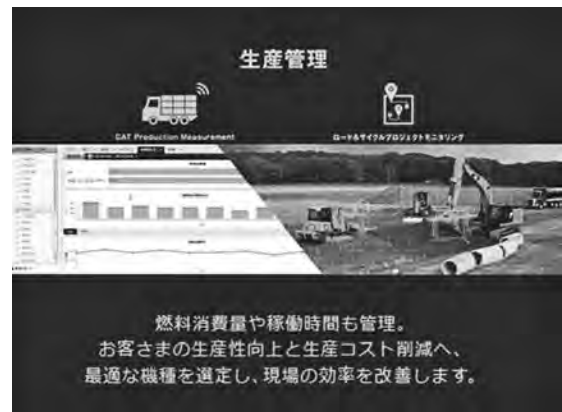 生産管理
CAT Production Measurement
ロード&サイクルプロジェクトモニタリング
燃料消費量や稼働時間も管理。
お客さまの生産性向上と生産コスト削減へ、
最適な機種を選定し、現場の効率を改善します。